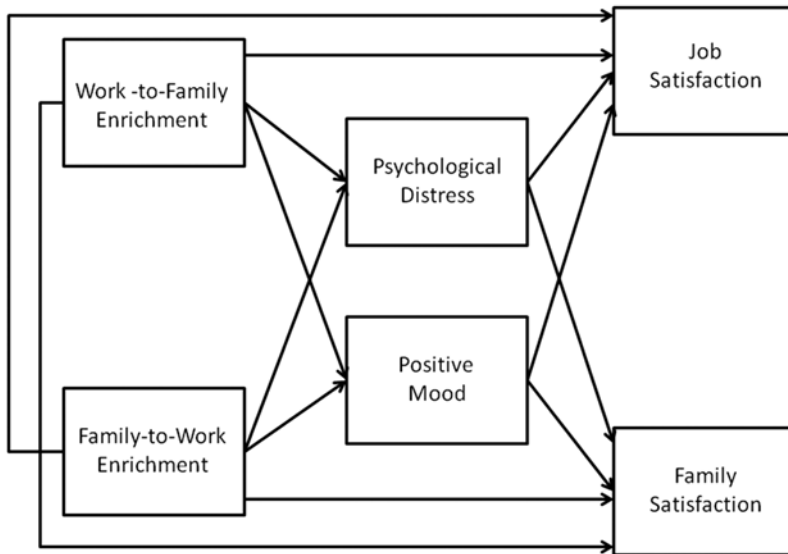 Work -to-Family
Enrichment
Job
Satisfaction
Psychological
Distress
Positive
Mood
Family-to-Work
Enrichment
Family
Satisfaction